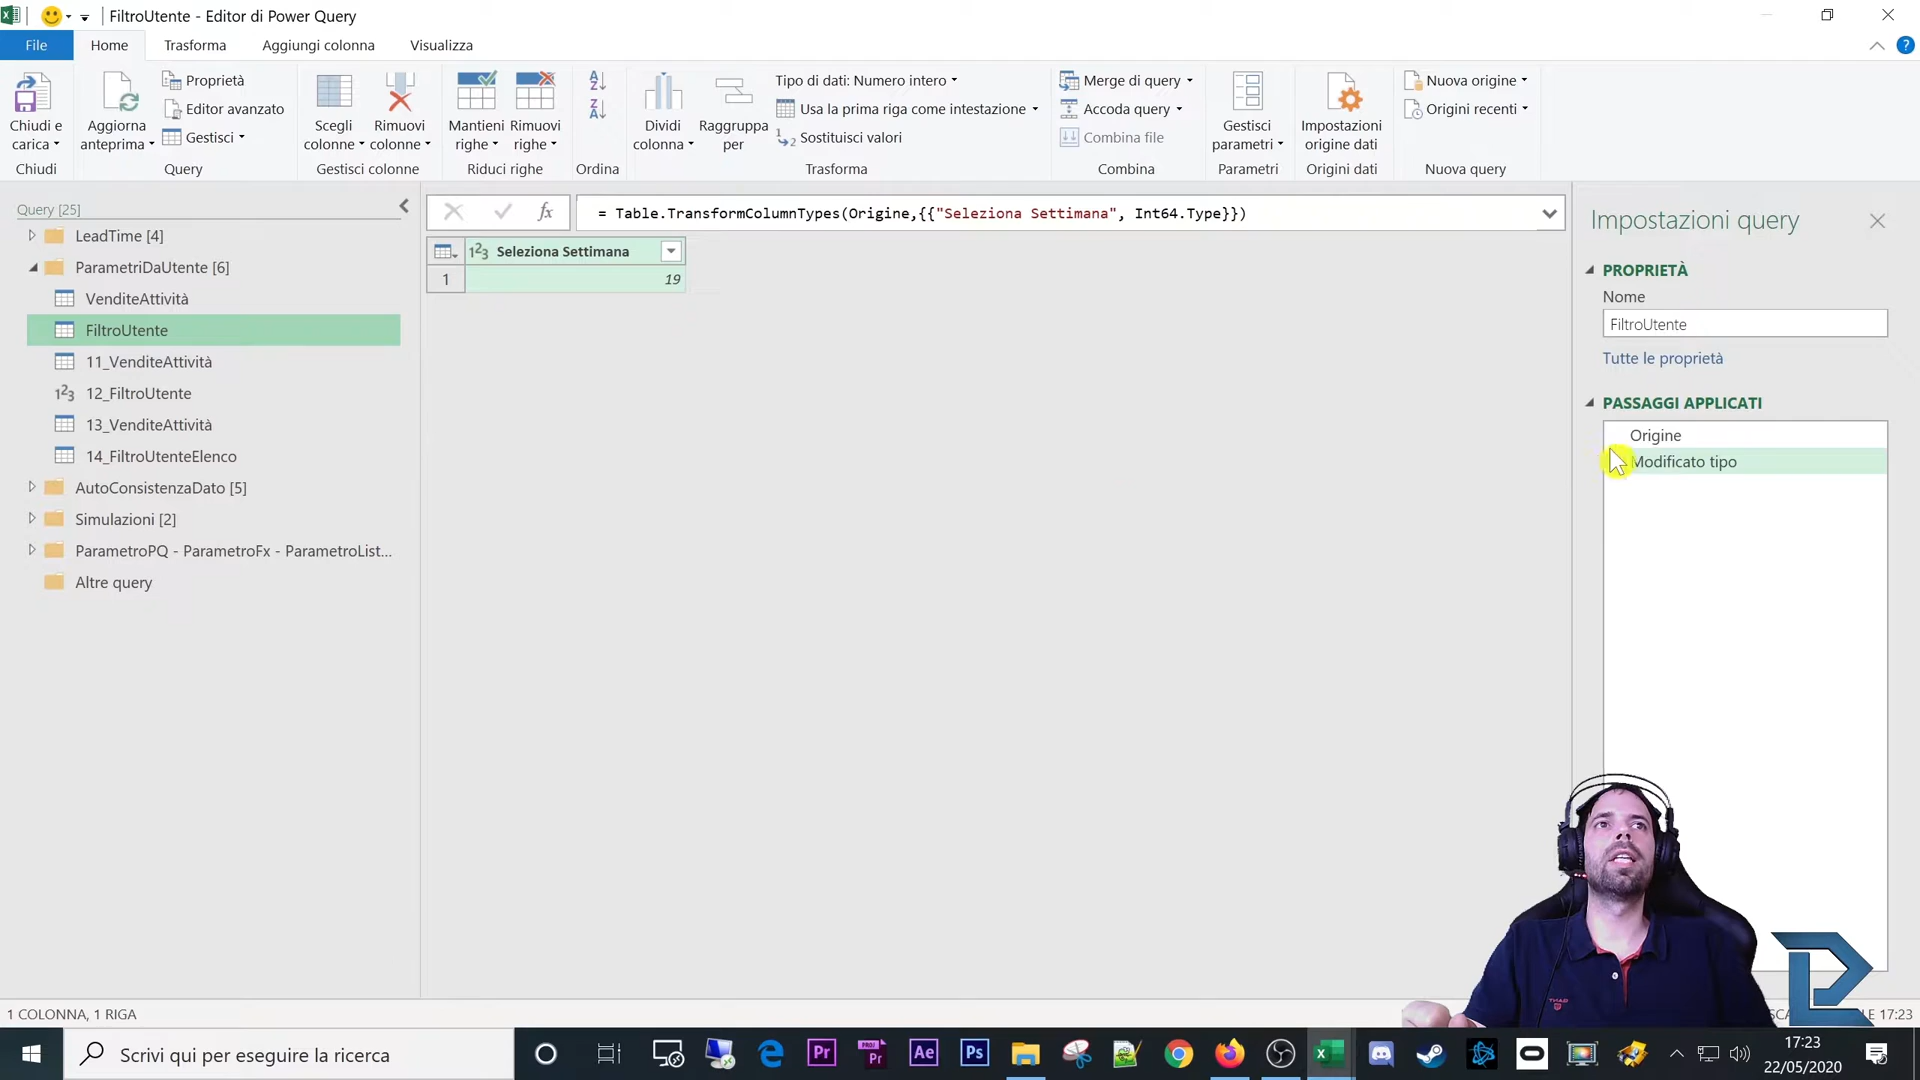 FiltroUtente - Editor di Power Query
File
Home
Trasforma
Aggiungi colonna
Visualizza
Chiudi e
carica
Chiudi
Aggiorna
anteprima
Proprietà
Editor avanzato
Gestisci
Query
Scegli
colonne
Rimuovi
colonne
Gestisci colonne
Mantieni
righe
Rimuovi
righe
Riduci righe
Ordina
Dividi
colonna
Raggruppa
per
Tipo di dati: Numero intero
Usa la prima riga come intestazione
Sostituisci valori
Trasforma
Merge di query
Accoda query
Combina file
Combina
Gestisci
parametri
Parametri
Impostazioni
origine dati
Origini dati
Nuova origine
Origini recenti
Nuova query
Query [25]
LeadTime [4]
ParametriDaUtente [6]
VenditeAttività
FiltroUtente
11_VenditeAttività
12_FiltroUtente
13_VenditeAttività
14_FiltroUtenteElenco
AutoConsistenzaDato [5]
Simulazioni [2]
ParametroPQ - ParametroFx - ParametroList...
Altre query
= Table.TransformColumnTypes(Origine,{{"Seleziona Settimana", Int64.Type}})
Seleziona Settimana
1 19
Impostazioni query
PROPRIETÀ
Nome
FiltroUtente
Tutte le proprietà
PASSAGGI APPLICATI
Origine
Modificato tipo
1 COLONNA, 1 RIGA
17:23
Scrivi qui per eseguire la ricerca
17:23
22/05/2020